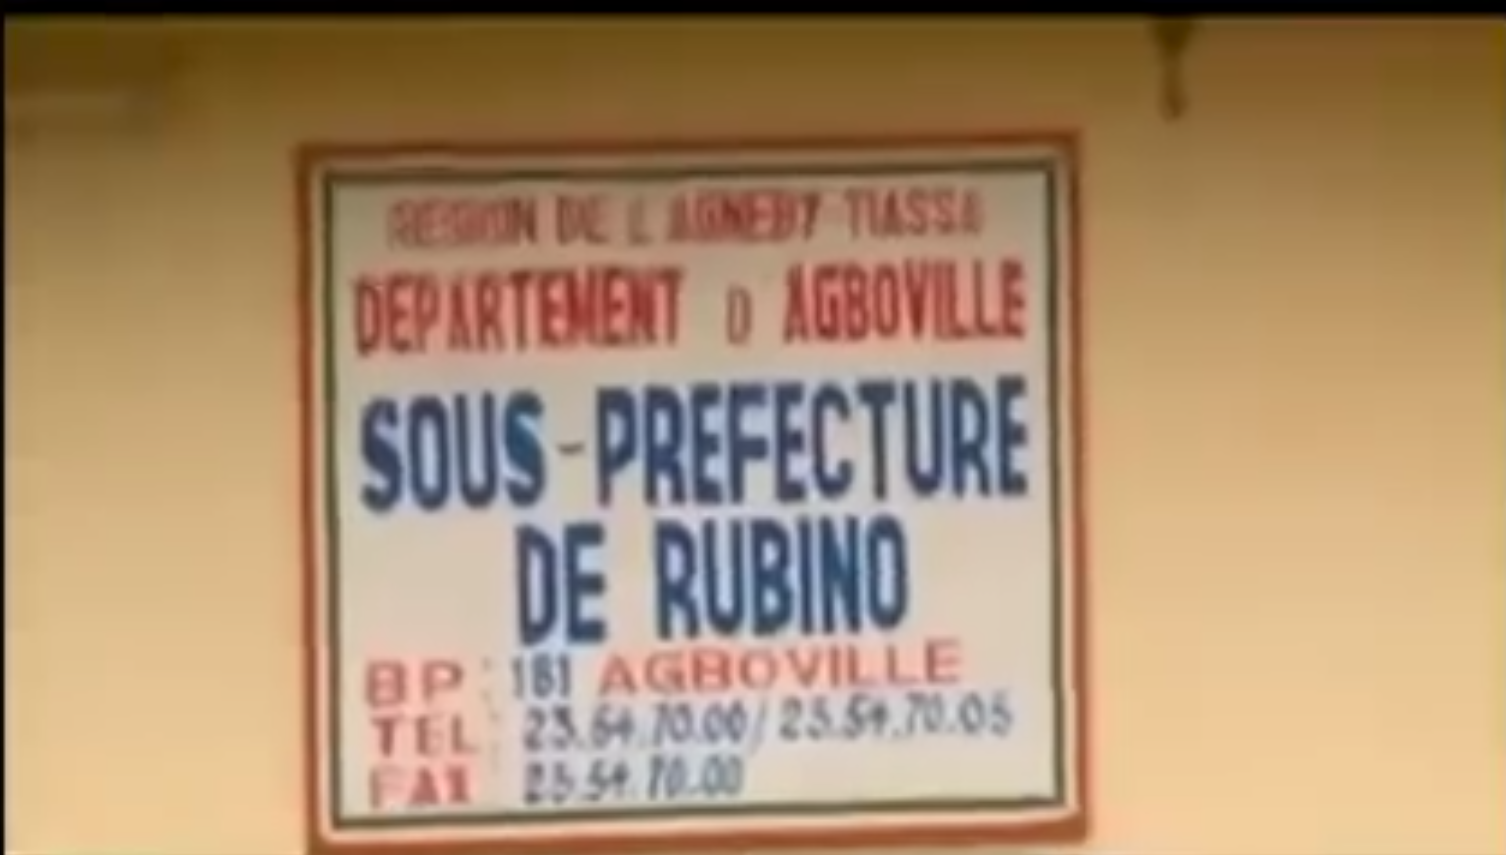 REGION DE L AGNEBY TIASSA
DEPARTEMENT D AGBOVILLE
SOUS-PREFECTURE
DE RUBINO
BP : 181 AGBOVILLE
TEL : 23.54.70.00/23.54.70.05
FAX : 23.54.70.00